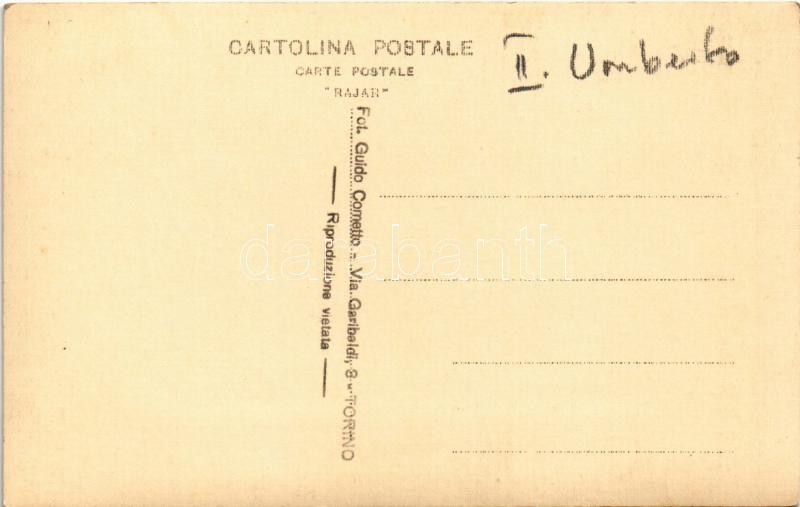 CARTOLINA POSTALE
CARTE POSTALE
"RAJAR"
II. Umberto
Fot. Guido Cometto - Via Garibaldi, 8 - TORINO
Riproduzione vietata
darabanth